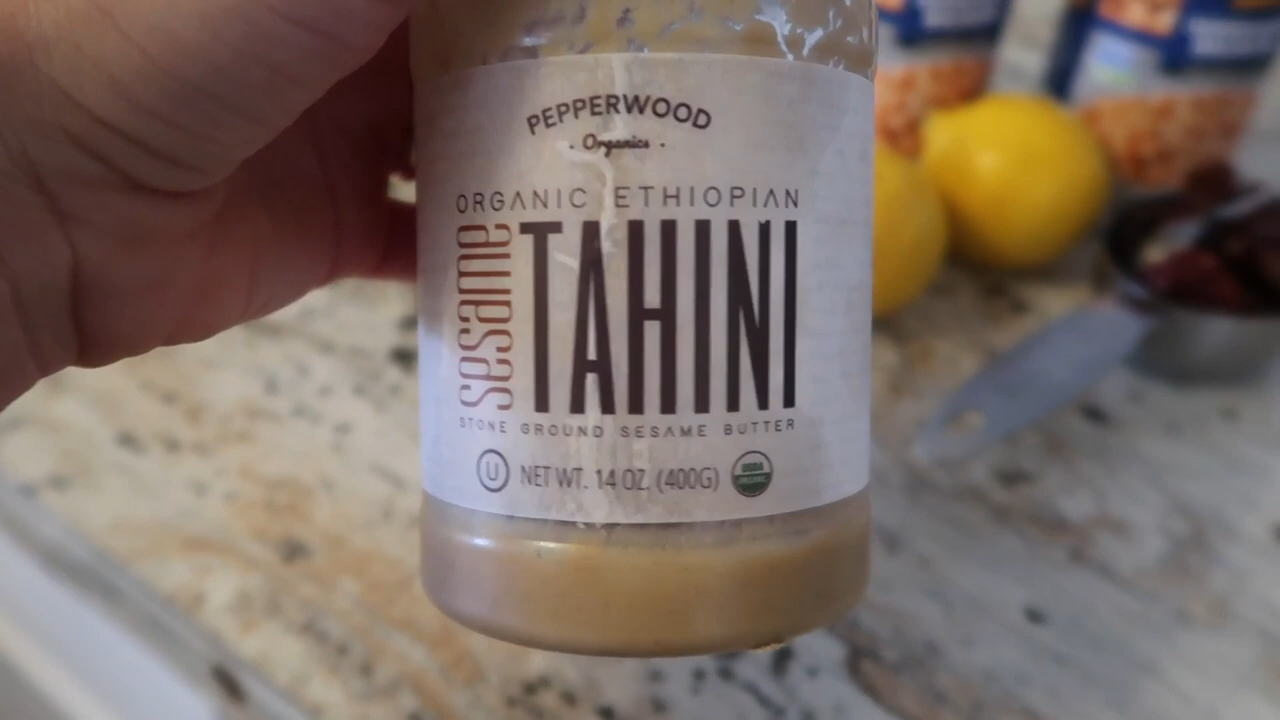 PEPPERWOOD
· Organics ·
ORGANIC ETHIOPIAN
sesame
TAHINI
STONE GROUND SESAME BUTTER
U
NET WT. 14 OZ. (400G)
USDA
ORGANIC